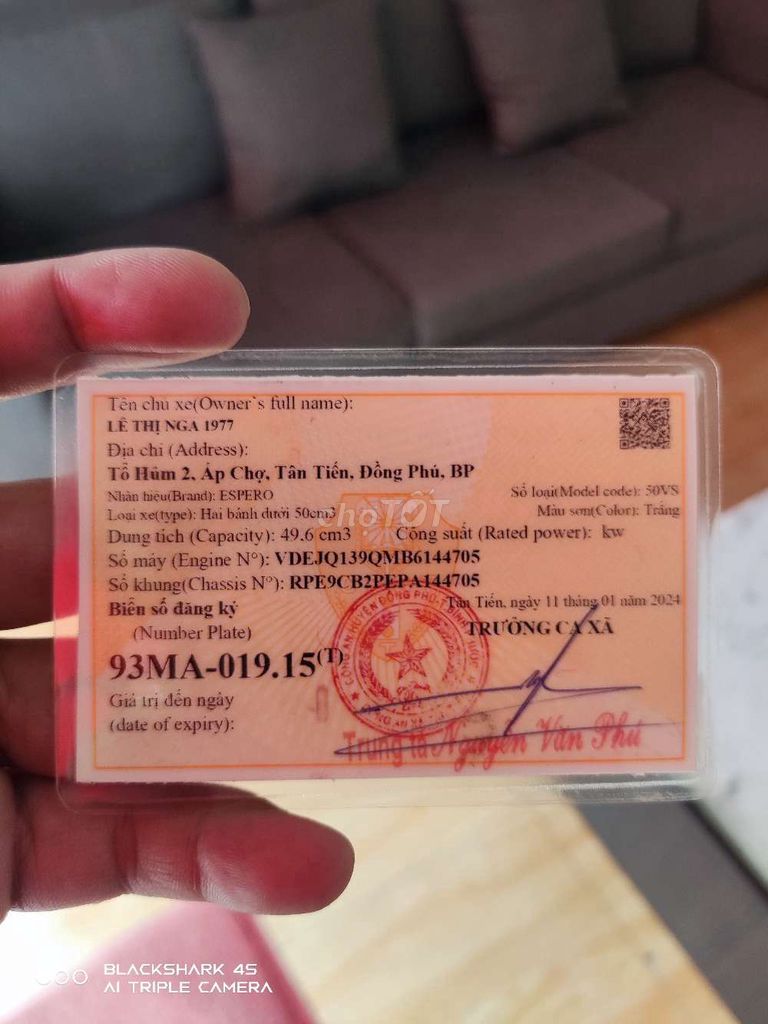 Tên chủ xe(Owner`s full name):
LÊ THỊ NGA 1977
Địa chỉ (Address):
Tổ Hùm 2, Ấp Chợ, Tân Tiến, Đồng Phú, BP
Nhãn hiệu(Brand): ESPERO
Số loại(Model code): 50VS
Loại xe(type): Hai bánh dưới 50cm3
Màu sơn(Color): Trắng
Dung tích (Capacity): 49.6 cm3 Công suất (Rated power): kw
Số máy (Engine N°): VDEJQ139QMB6144705
Số khung(Chassis N°): RPE9CB2PEPA144705
Biển số đăng ký
Tân Tiến, ngày 11 tháng 01 năm 2024
(Number Plate)
TRƯỞNG CA XÃ
93MA-019.15(T)
Giá trị đến ngày
(date of expiry):
Trung tá Nguyễn Văn Phú
chợTỐT
BLACKSHARK 4S
AI TRIPLE CAMERA